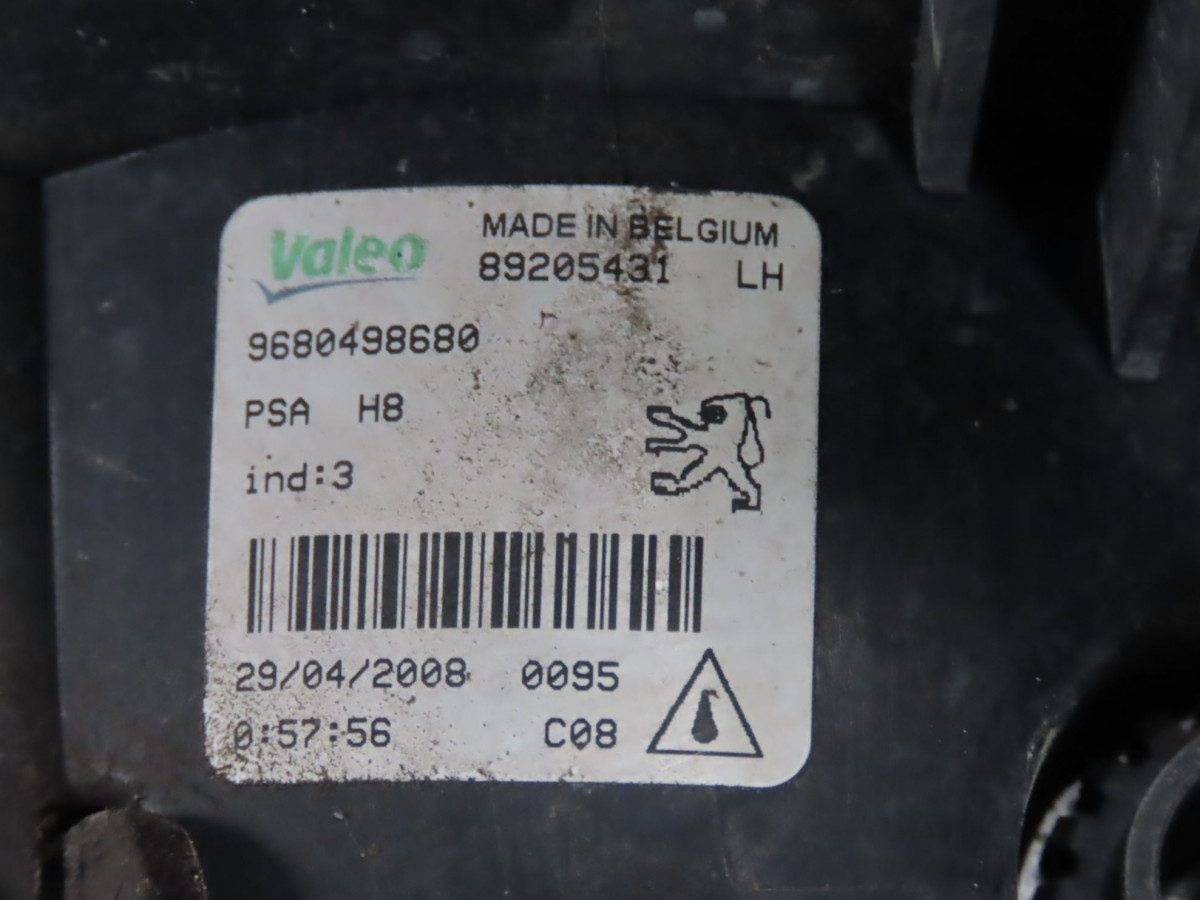 Valeo
MADE IN BELGIUM
89205431 LH
9680498680
PSA H8
ind:3
29/04/2008 0095
0:57:56 C08